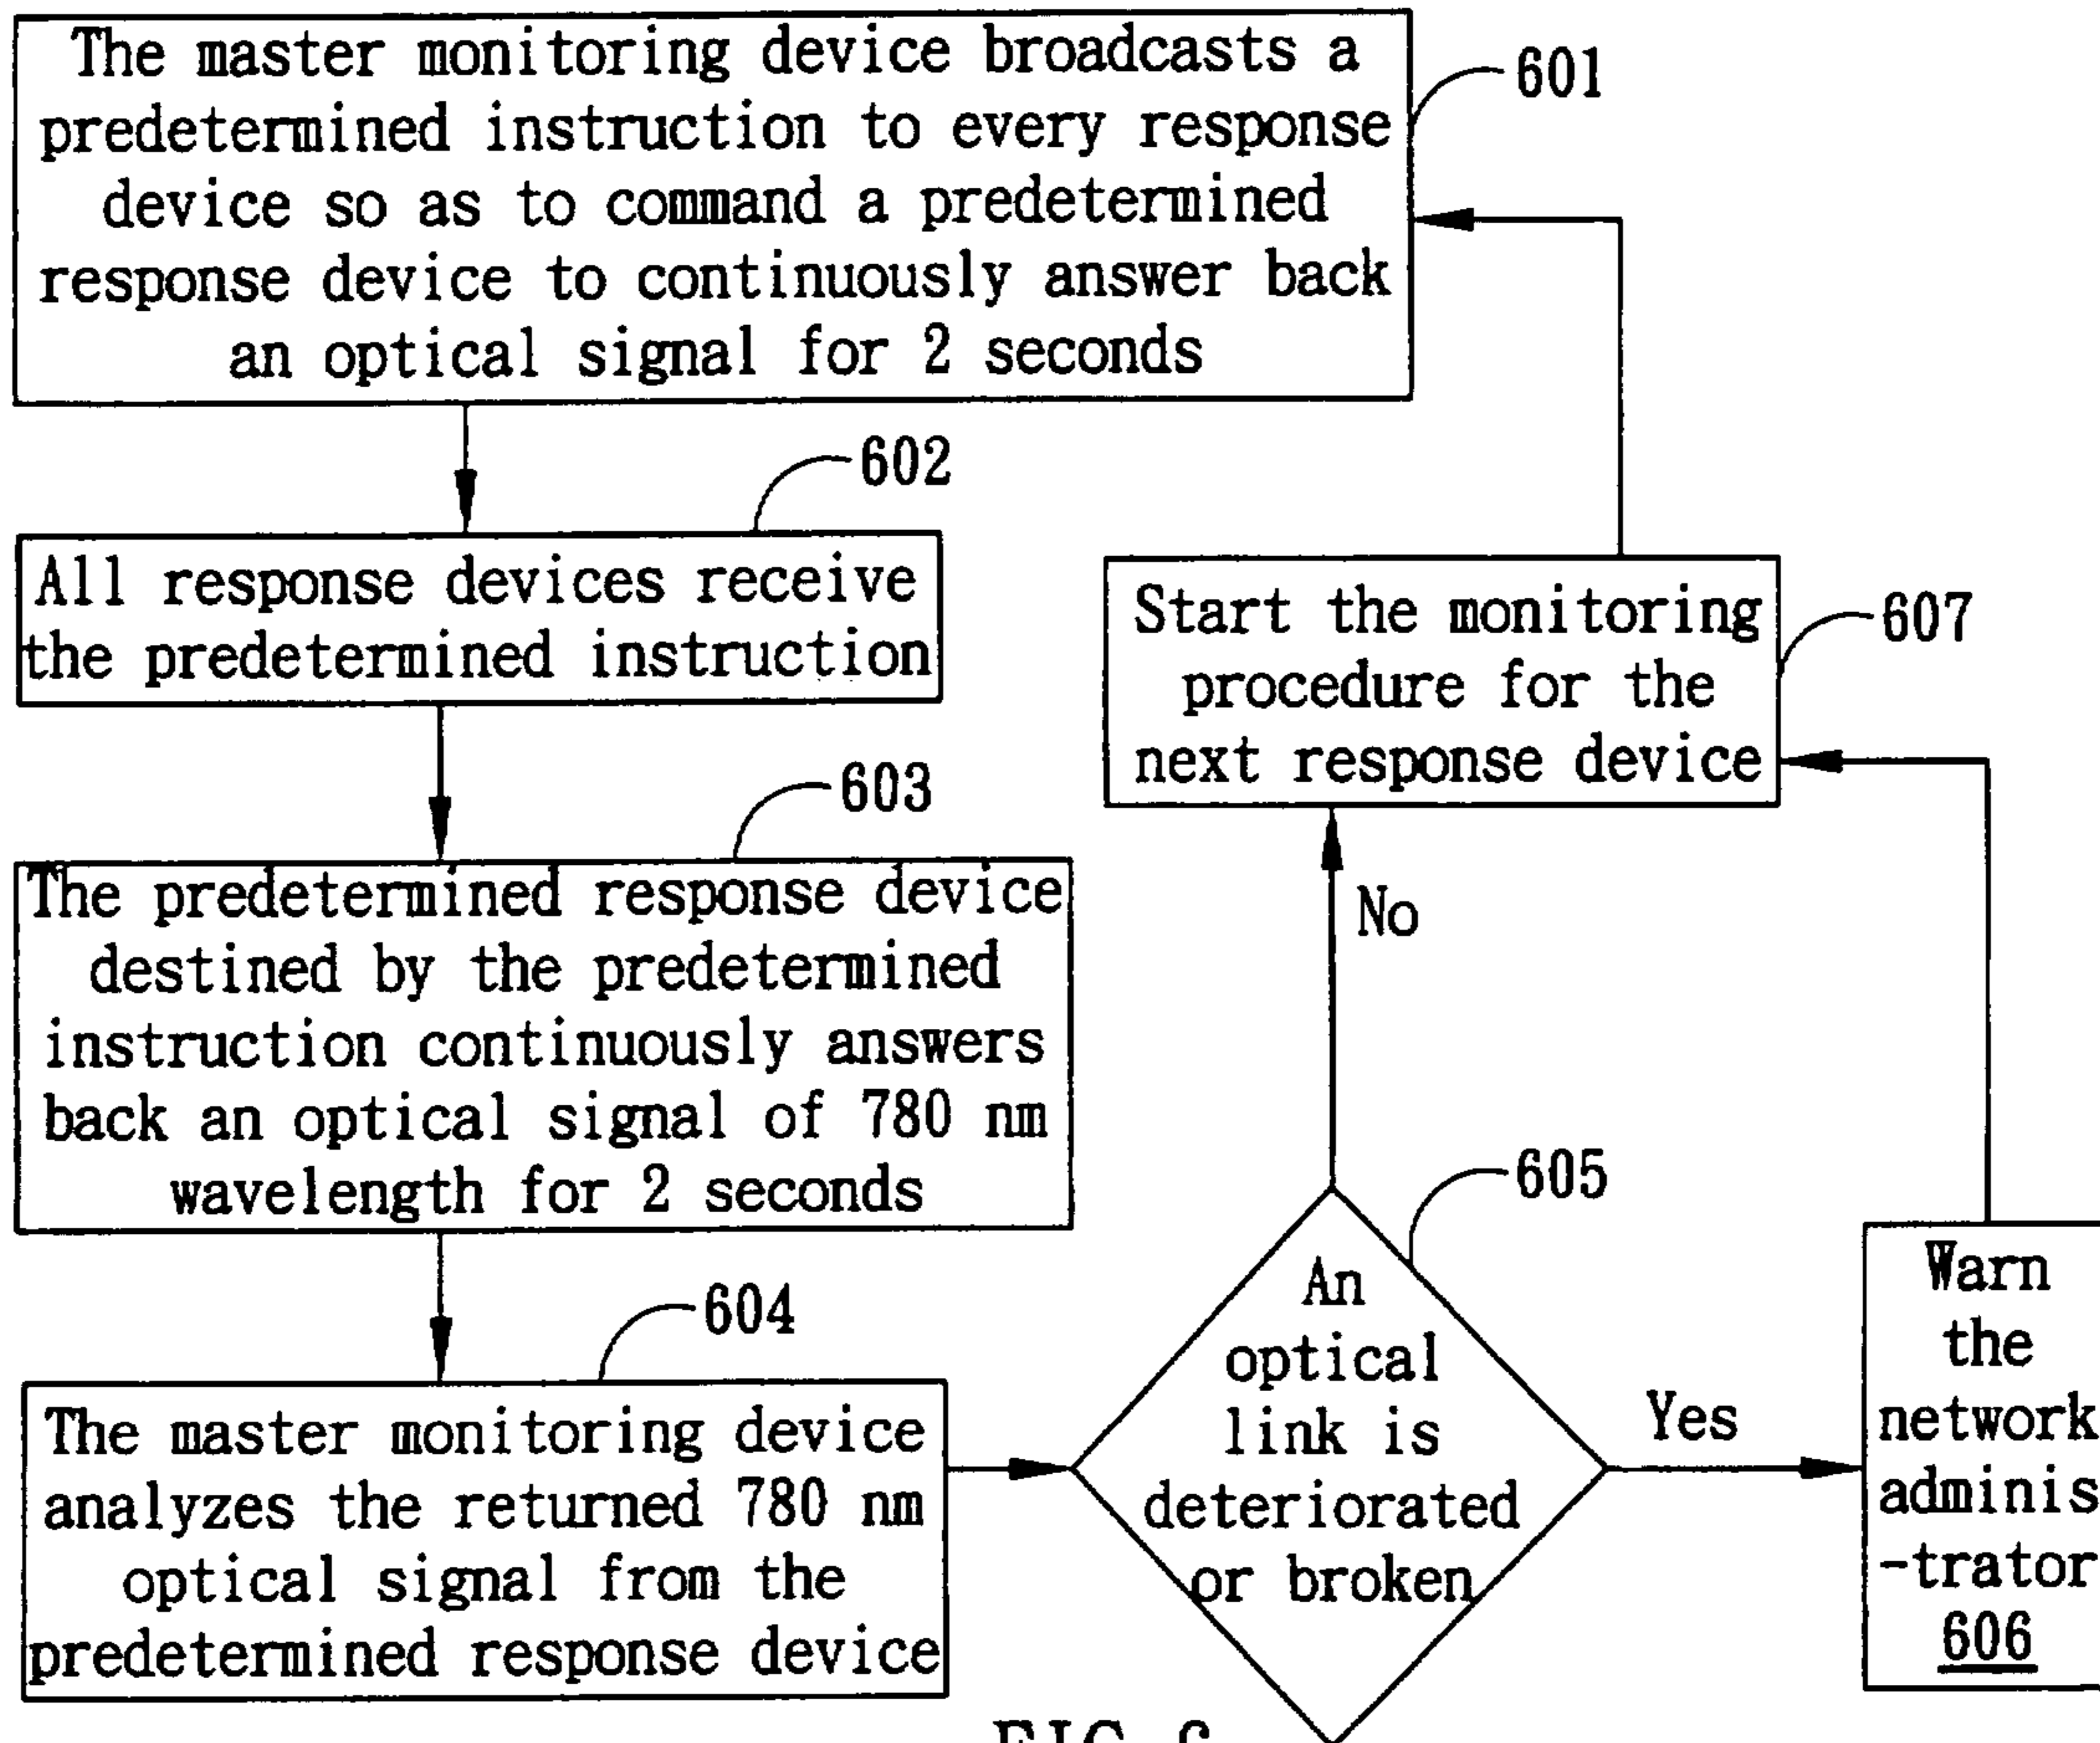 The master monitoring device broadcasts a
predetermined instruction to every response
device so as to command a predetermined
response device to continuously answer back
an optical signal for 2 seconds
601
602
All response devices receive
the predetermined instruction
603
The predetermined response device
destined by the predetermined
instruction continuously answers
back an optical signal of 780 nm
wavelength for 2 seconds
604
The master monitoring device
analyzes the returned 780 nm
optical signal from the
predetermined response device
605
An
optical
link is
deteriorated
or broken
Yes
Warn
the
network
adminis
-trator
606
No
Start the monitoring
procedure for the
next response device
607